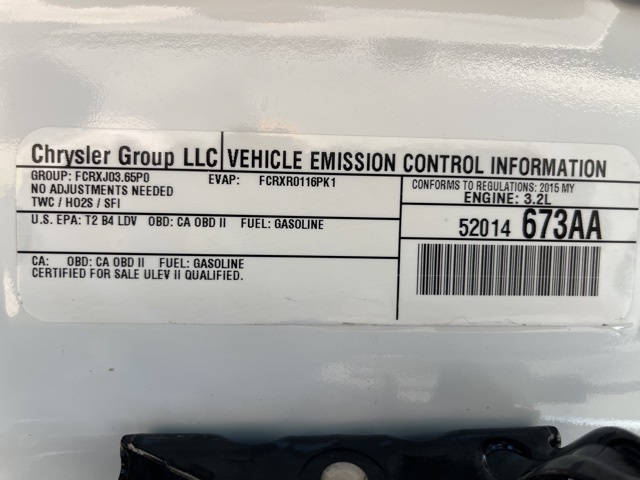 Chrysler Group LLC VEHICLE EMISSION CONTROL INFORMATION
GROUP: FCRXJ03.65P0 EVAP: FCRXR0116PK1
NO ADJUSTMENTS NEEDED
TWC / HO2S / SFI
CONFORMS TO REGULATIONS: 2015 MY
ENGINE: 3.2L
U.S. EPA: T2 B4 LDV OBD: CA OBD II FUEL: GASOLINE
52014 673AA
CA: OBD: CA OBD II FUEL: GASOLINE
CERTIFIED FOR SALE ULEV II QUALIFIED.